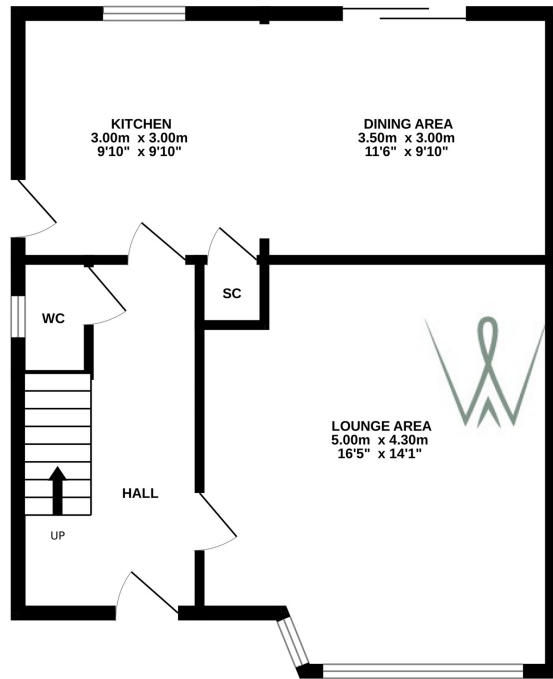 KITCHEN
3.00m x 3.00m
9'10" x 9'10"
DINING AREA
3.50m x 3.00m
11'6" x 9'10"
SC
WC
LOUNGE AREA
5.00m x 4.30m
16'5" x 14'1"
HALL
UP